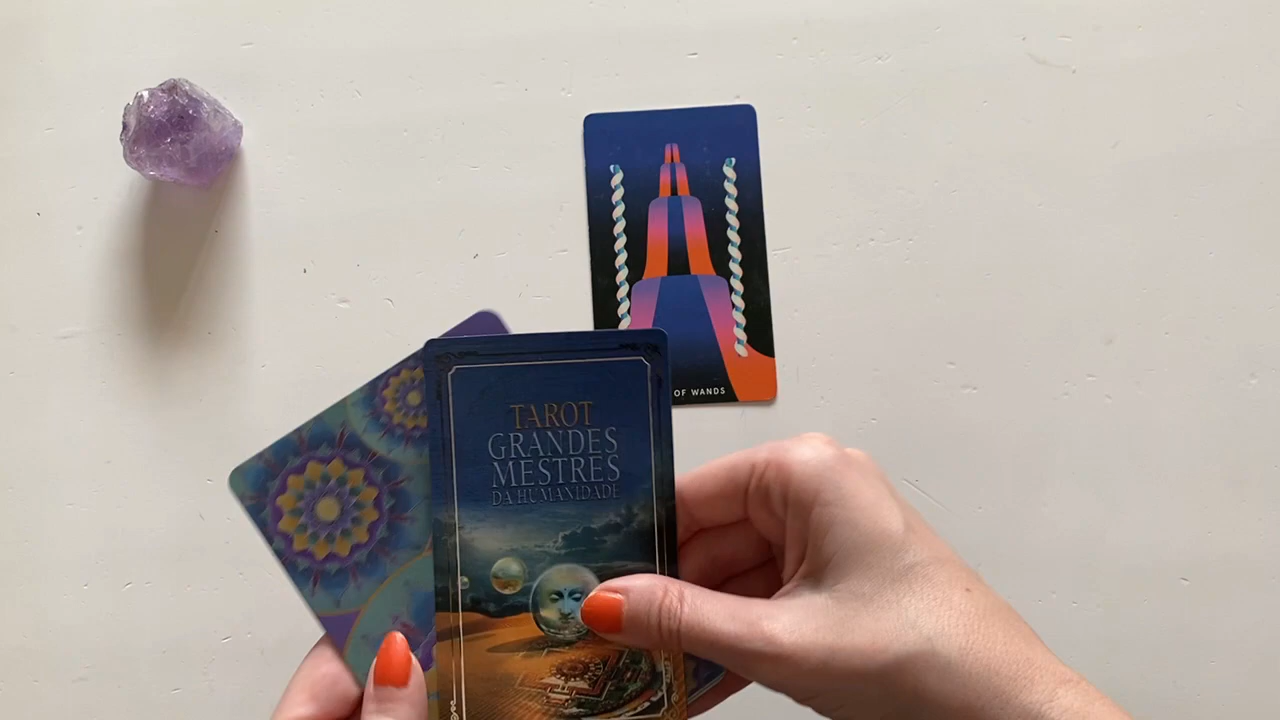 OF WANDS
TAROT
GRANDES
MESTRES
DA HUMANIDADE